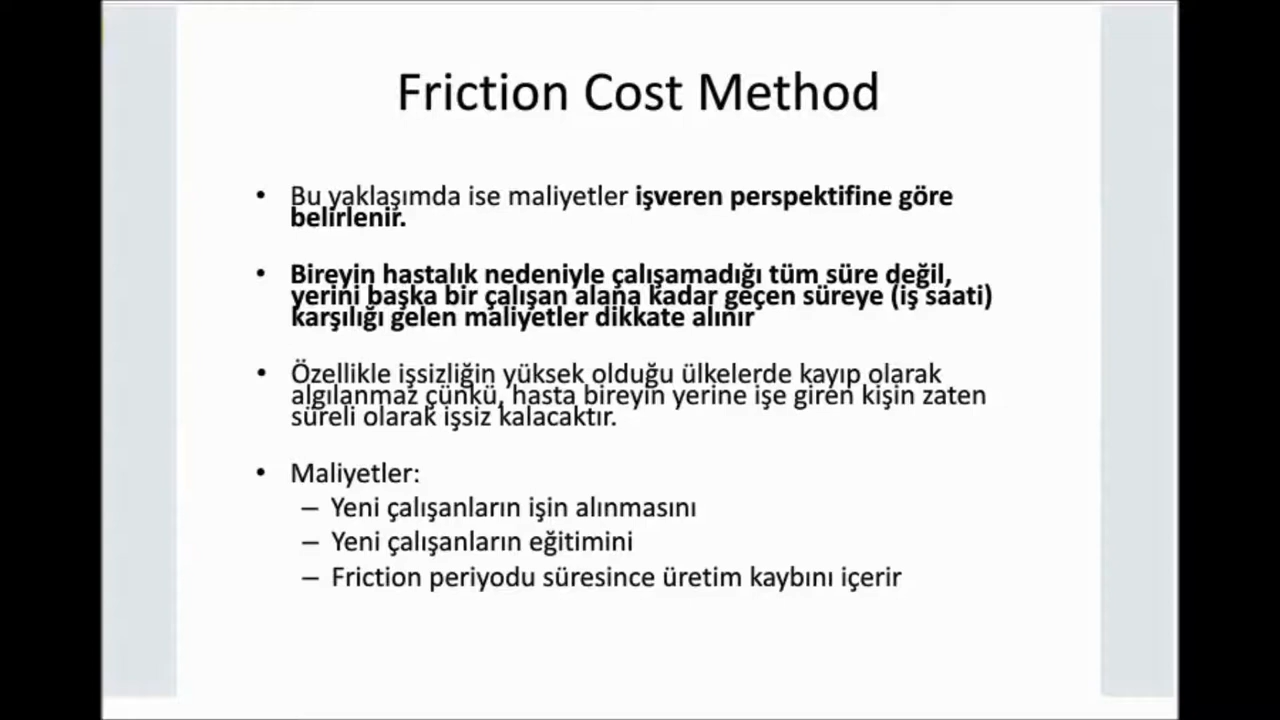 Friction Cost Method
• Bu yaklaşımda ise maliyetler işveren perspektifine göre
belirlenir.
• Bireyin hastalık nedeniyle çalışamadığı tüm süre değil,
yerini başka bir çalışan alana kadar geçen süreye (iş saati)
karşılığı gelen maliyetler dikkate alınır
• Özellikle işsizliğin yüksek olduğu ülkelerde kayıp olarak
algılanmaz çünkü, hasta bireyin yerine işe giren kişin zaten
süreli olarak işsiz kalacaktır.
• Maliyetler:
– Yeni çalışanların işin alınmasını
– Yeni çalışanların eğitimini
– Friction periyodu süresince üretim kaybını içerir